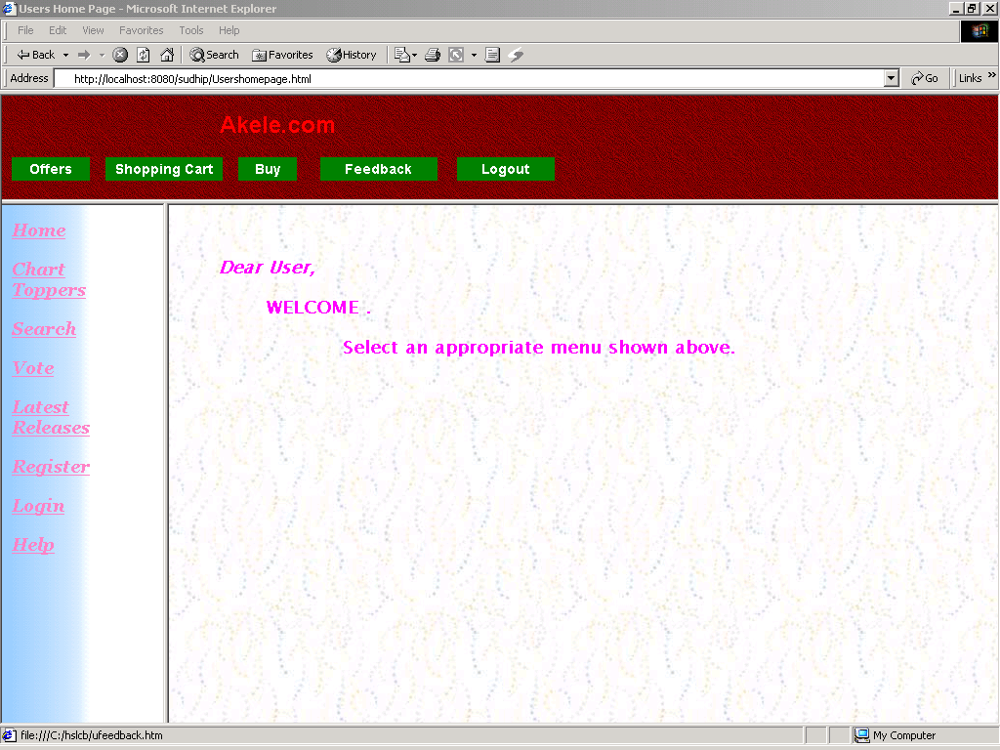 Users Home Page - Microsoft Internet Explorer
File Edit View Favorites Tools Help
Back Search Favorites History
Address http://localhost:8080/sudhip/Usershomepage.html Go Links »
Akele.com
Offers Shopping Cart Buy Feedback Logout
Home
Chart
Toppers
Search
Vote
Latest
Releases
Register
Login
Help
Dear User,
WELCOME .
Select an appropriate menu shown above.
file:///C:/hslcb/ufeedback.htm My Computer